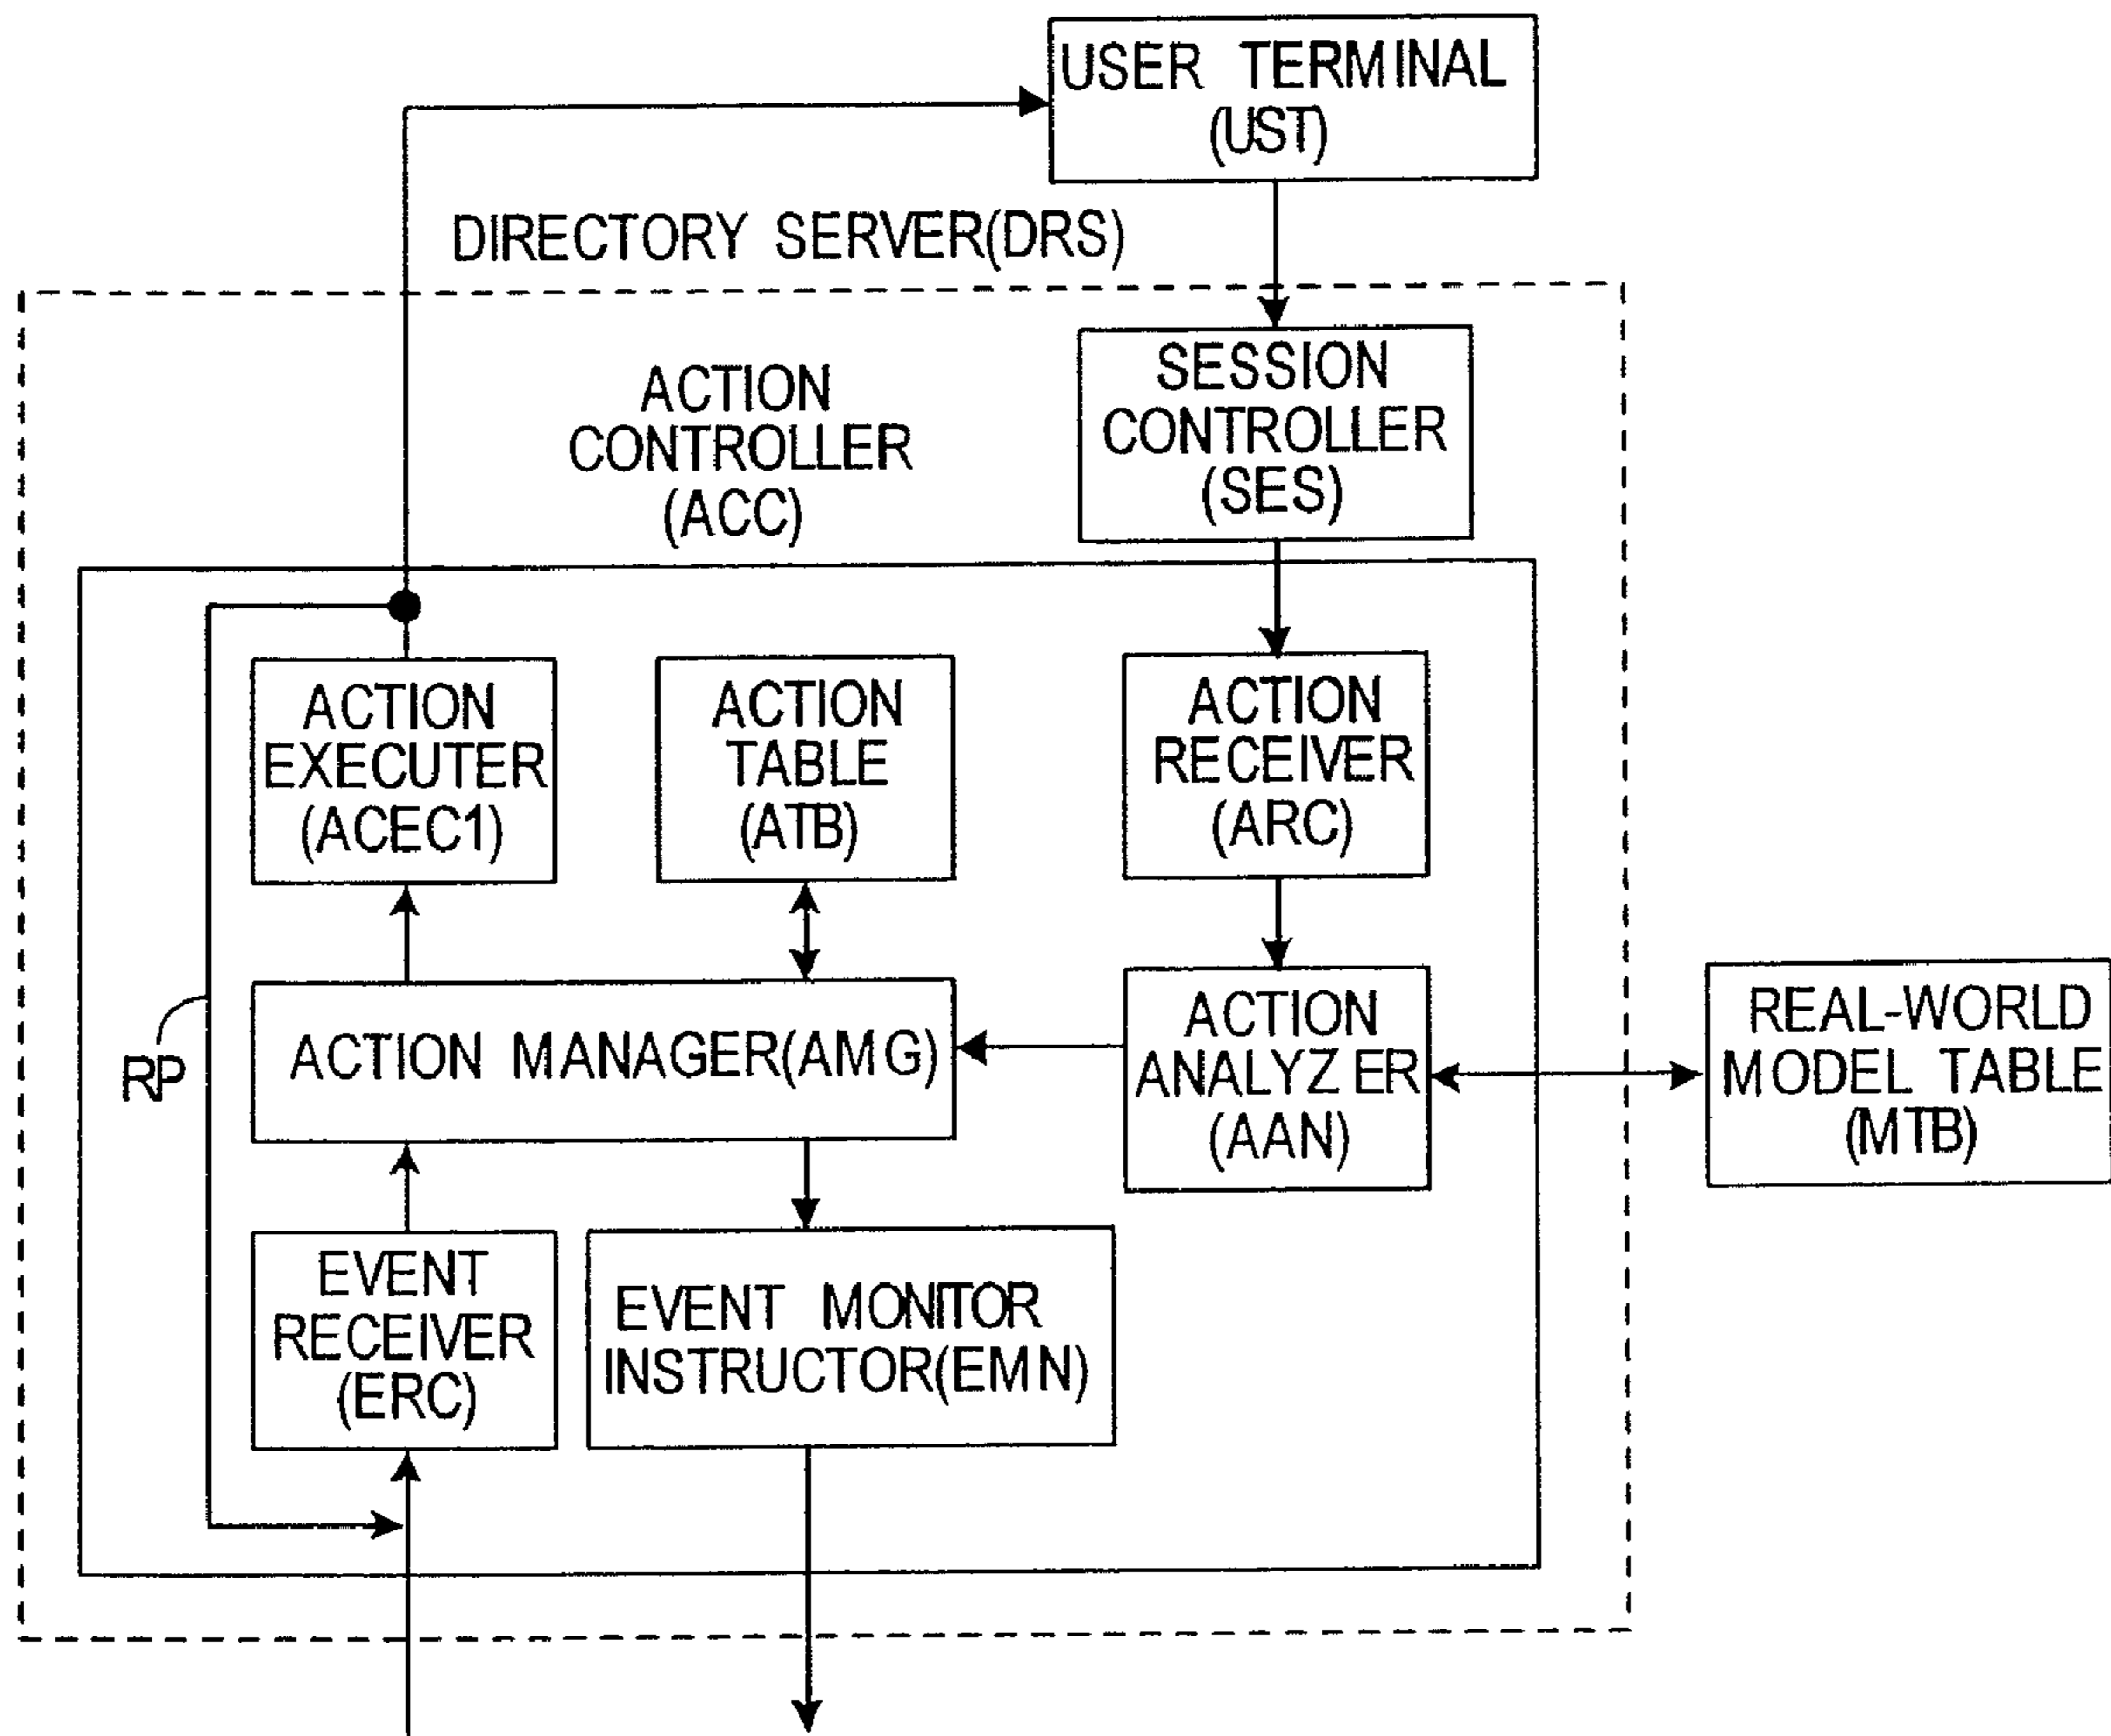 USER TERMINAL
(UST)
DIRECTORY SERVER(DRS)
SESSION
CONTROLLER
(SES)
ACTION
CONTROLLER
(ACC)
ACTION
EXECUTER
(ACEC1)
ACTION
TABLE
(ATB)
ACTION
RECEIVER
(ARC)
RP
ACTION MANAGER(AMG)
ACTION
ANALYZER
(AAN)
REAL-WORLD
MODEL TABLE
(MTB)
EVENT
RECEIVER
(ERC)
EVENT MONITOR
INSTRUCTOR(EMN)